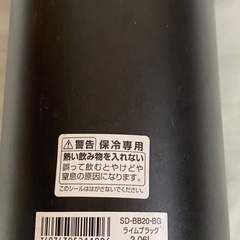 ⚠警告 保冷専用
熱い飲み物を入れない
誤って飲むとやけどや
窒息の原因になります。
このシールははがさないでください。
SD-BB20-BG
ライムブラック
2.06L